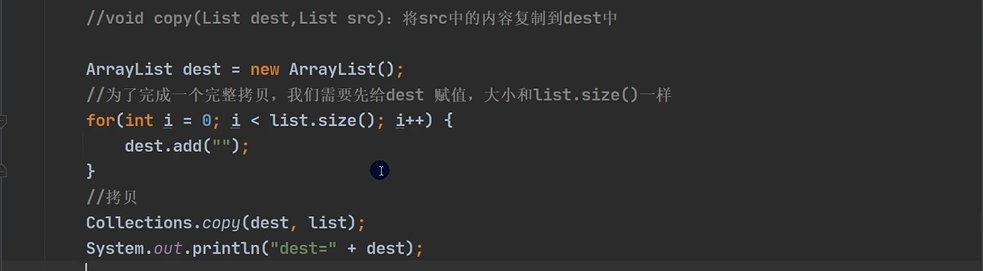 //void copy(List dest,List src)：将src中的内容复制到dest中
ArrayList dest = new ArrayList();
//为了完成一个完整拷贝，我们需要先给dest 赋值，大小和list.size()一样
for(int i = 0; i < list.size(); i++) {
dest.add("");
}
//拷贝
Collections.copy(dest, list);
System.out.println("dest=" + dest);